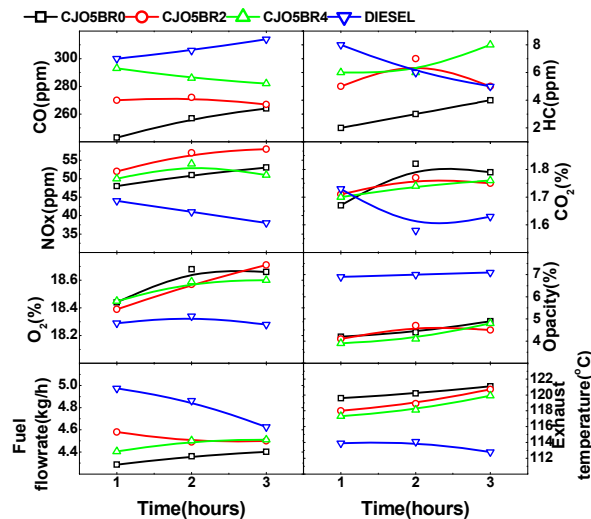 CJO5BR0 CJO5BR2 CJO5BR4 DIESEL
CO(ppm)
300
280
260
HC(ppm)
8
6
4
2
NOx(ppm)
55
50
45
40
35
CO2(%)
1.8
1.7
1.6
O2(%)
18.6
18.4
18.2
Opacity(%)
7
6
5
4
Fuel
flowrate(kg/h)
5.0
4.8
4.6
4.4
Exhaust
temperature(°C)
120
118
116
114
112
1 2 3
1 2 3
Time(hours)
Time(hours)